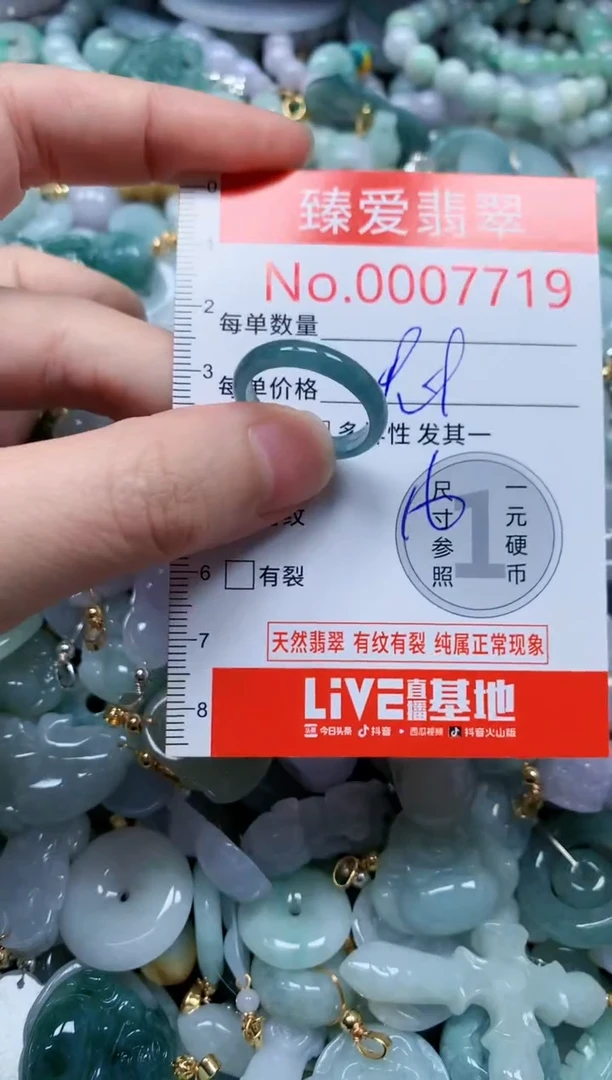 0
1
臻爱翡翠
No.0007719
2
每单数量
3
每单价格
多 性 发其一
纹
1
尺寸参照
一元硬币
16
6
有裂
7
天然翡翠 有纹有裂 纯属正常现象
8
LiVE直播基地
头条 今日头条 抖音 • 西瓜视频 抖音火山版